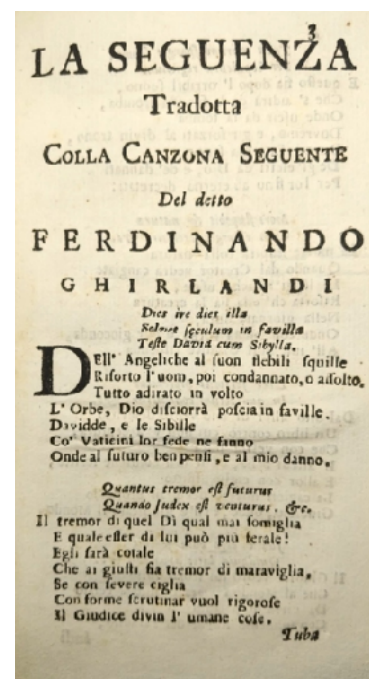 3
LA SEGUENZA
Tradotta
COLLA CANZONA SEGUENTE
Del detto
FERDINANDO
GHIRLANDI
Dies iræ dies illa
Solvet sæculum in favilla
Teste David cum Sibylla.
DEll' Angeliche al suon flebili squille
Risorto l'uom, poi condannato, o assolto,
Tutto adirato in volto
L' Orbe, Dio disciorrà poscia in faville.
Davidde, e le Sibille
Co' Vaticinj lor fede ne fanno
Onde al futuro ben pensi, e al mio danno.
Quantus tremor est futurus
Quando Judex est venturus, &c.
Il tremor di quel Dì qual mai somiglia
E quale esser di lui può più ferale!
Egli sarà cotale
Che ai giusti fia tremor di maraviglia,
Se con severe ciglia
Con forme scrutinar vuol rigorose
Il Giudice divin l' umane cose.
Tuba